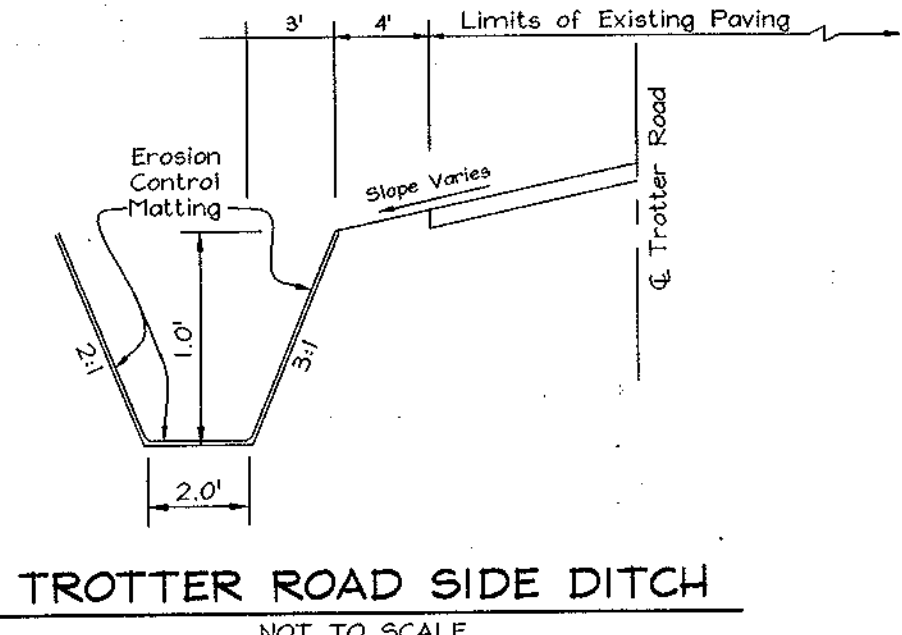 3'
4'
Limits of Existing Paving
Erosion
Control
Matting
Slope Varies
℄ Trotter Road
2:1
1.0'
3:1
2.0'
TROTTER ROAD SIDE DITCH
NOT TO SCALE